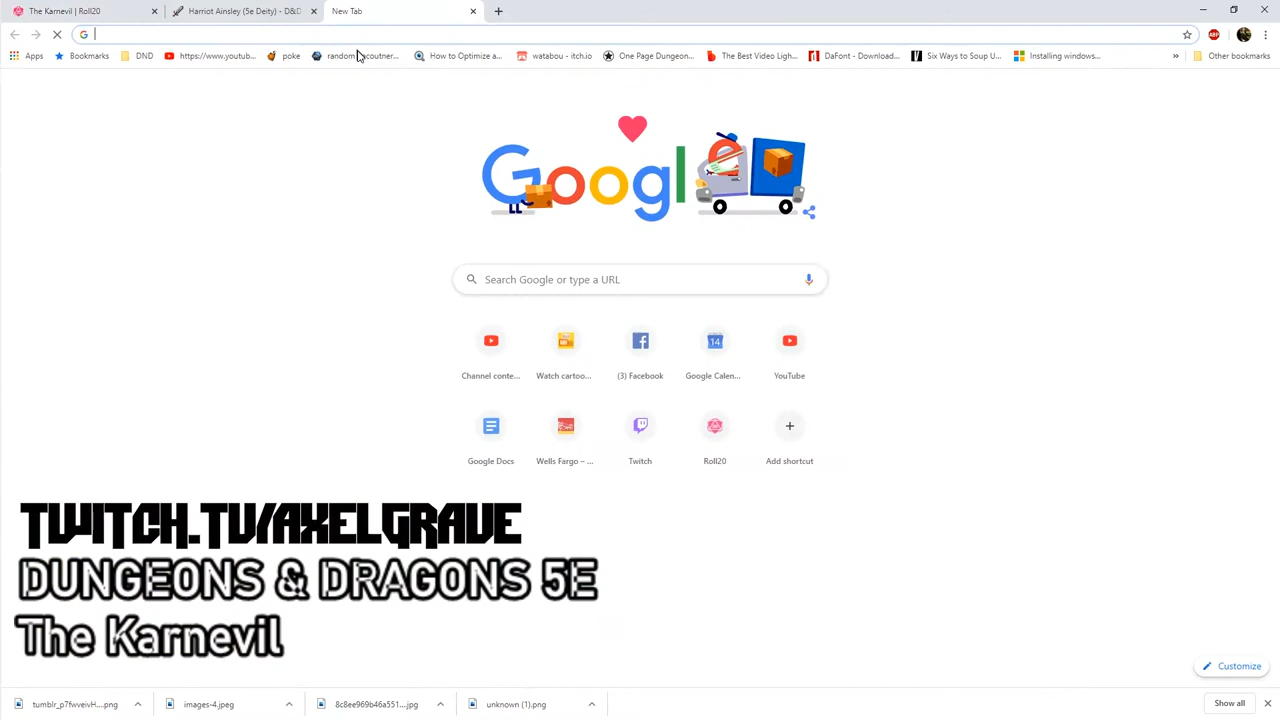 The Karnevil | Roll20
Harriot Ainsley (5e Deity) - D&D
New Tab
Apps
Bookmarks
DND
https://www.youtub...
poke
How to Optimize a...
watabou - itch.io
One Page Dungeon...
The Best Video Ligh...
DaFont - Download...
Six Ways to Soup U...
Installing windows...
»
Other bookmarks
ABP
Googl
Search Google or type a URL
Channel conte...
Watch cartoo...
(3) Facebook
14
Google Calen...
YouTube
Google Docs
Wells Fargo – ...
Twitch
Roll20
Add shortcut
TWITCH.TV/AXELGRAVE
DUNGEONS & DRAGONS 5E
The Karnevil
Customize
tumblr_p7fwveivH....png
images-4.jpeg
8c8ee969b46a551....jpg
unknown (1).png
Show all